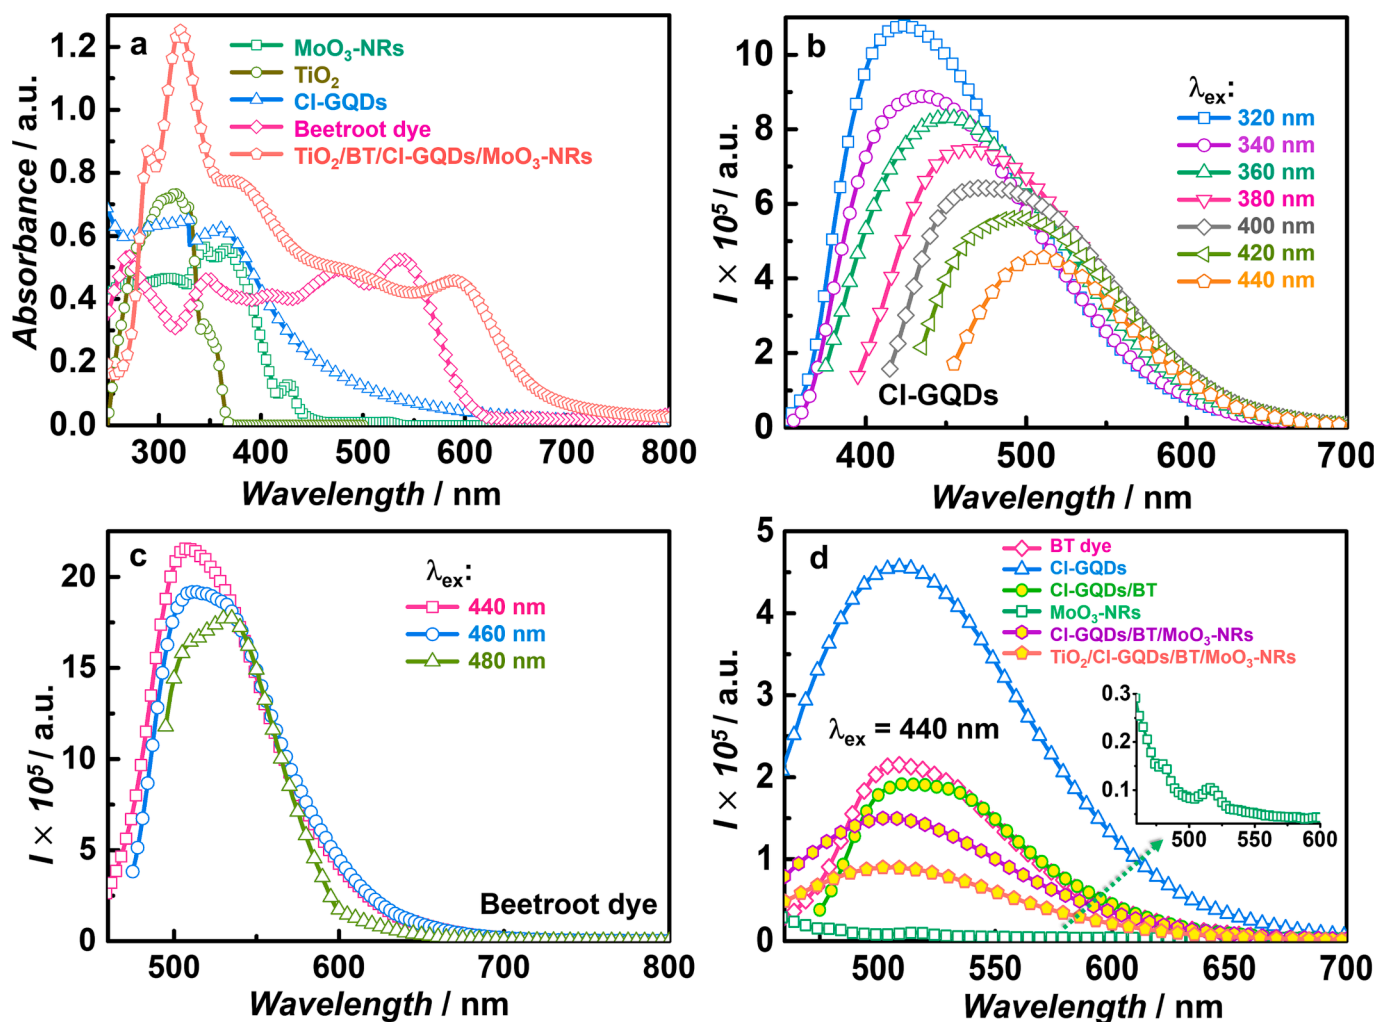 a
MoO₃-NRs
TiO₂
Cl-GQDs
Beetroot dye
TiO₂/BT/Cl-GQDs/MoO₃-NRs
Absorbance / a.u.
1.2
1.0
0.8
0.6
0.4
0.2
0.0
300 400 500 600 700 800
Wavelength / nm
b
λex:
320 nm
340 nm
360 nm
380 nm
400 nm
420 nm
440 nm
Cl-GQDs
I × 10⁵/ a.u.
10
8
6
4
2
0
400 500 600 700
Wavelength / nm
c
λex:
440 nm
460 nm
480 nm
Beetroot dye
I × 10⁵/ a.u.
20
15
10
5
0
500 600 700 800
Wavelength / nm
d
BT dye
Cl-GQDs
Cl-GQDs/BT
MoO₃-NRs
Cl-GQDs/BT/MoO₃-NRs
TiO₂/Cl-GQDs/BT/MoO₃-NRs
λex = 440 nm
0.3
0.2
0.1
500 550 600
I × 10⁵/ a.u.
5
4
3
2
1
0
500 550 600 650 700
Wavelength / nm